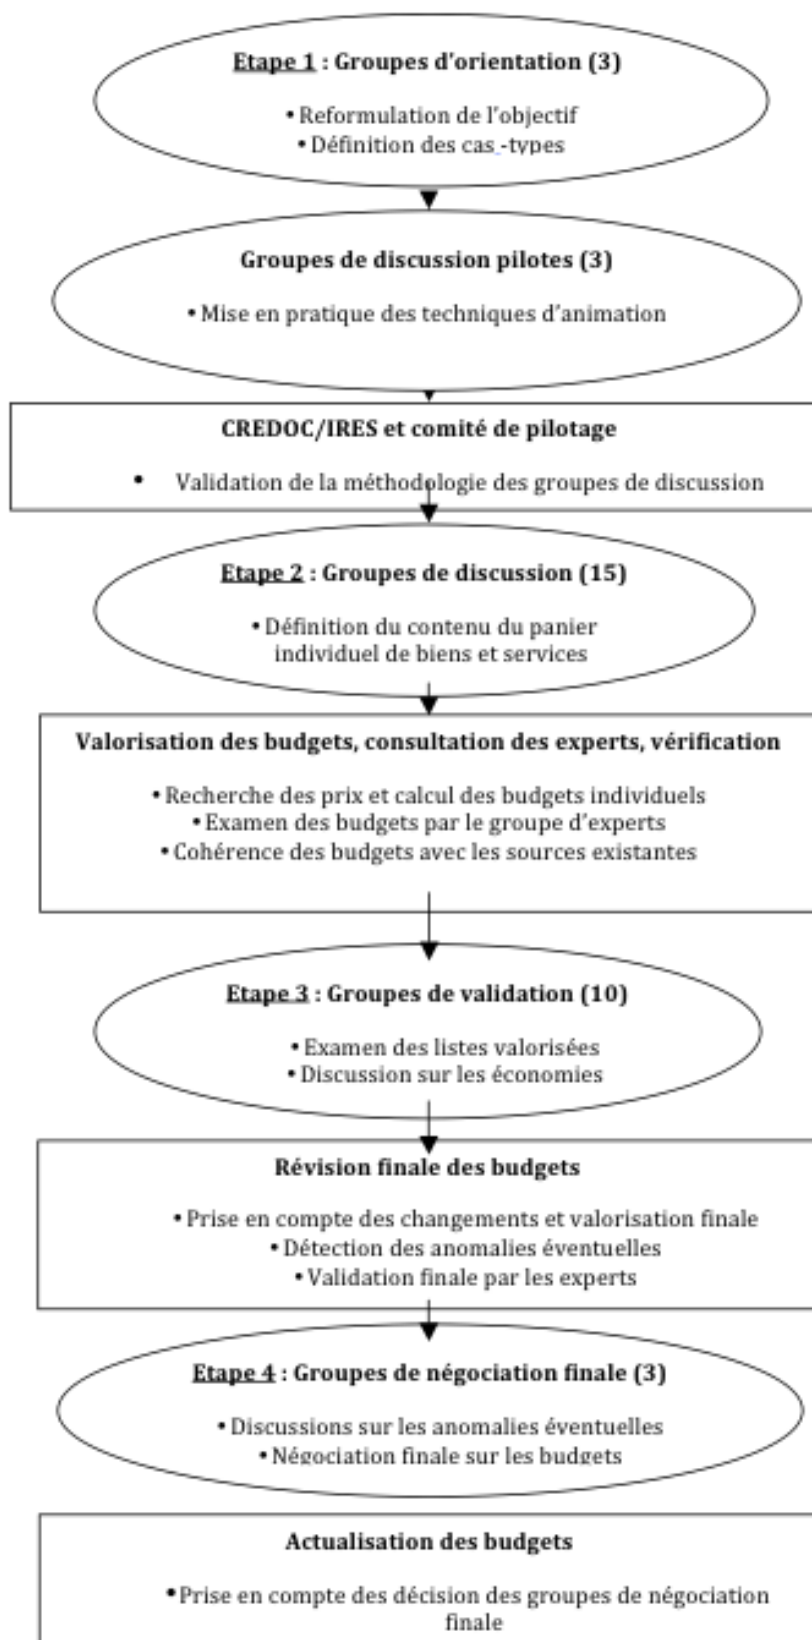 Etape 1 : Groupes d'orientation (3)
• Reformulation de l'objectif
• Définition des cas -types
Groupes de discussion pilotes (3)
• Mise en pratique des techniques d'animation
CREDOC/IRES et comité de pilotage
• Validation de la méthodologie des groupes de discussion
Etape 2 : Groupes de discussion (15)
• Définition du contenu du panier
individuel de biens et services
Valorisation des budgets, consultation des experts, vérification
• Recherche des prix et calcul des budgets individuels
• Examen des budgets par le groupe d'experts
• Cohérence des budgets avec les sources existantes
Etape 3 : Groupes de validation (10)
• Examen des listes valorisées
• Discussion sur les économies
Révision finale des budgets
• Prise en compte des changements et valorisation finale
• Détection des anomalies éventuelles
• Validation finale par les experts
Etape 4 : Groupes de négociation finale (3)
• Discussions sur les anomalies éventuelles
• Négociation finale sur les budgets
Actualisation des budgets
• Prise en compte des décision des groupes de négociation
finale